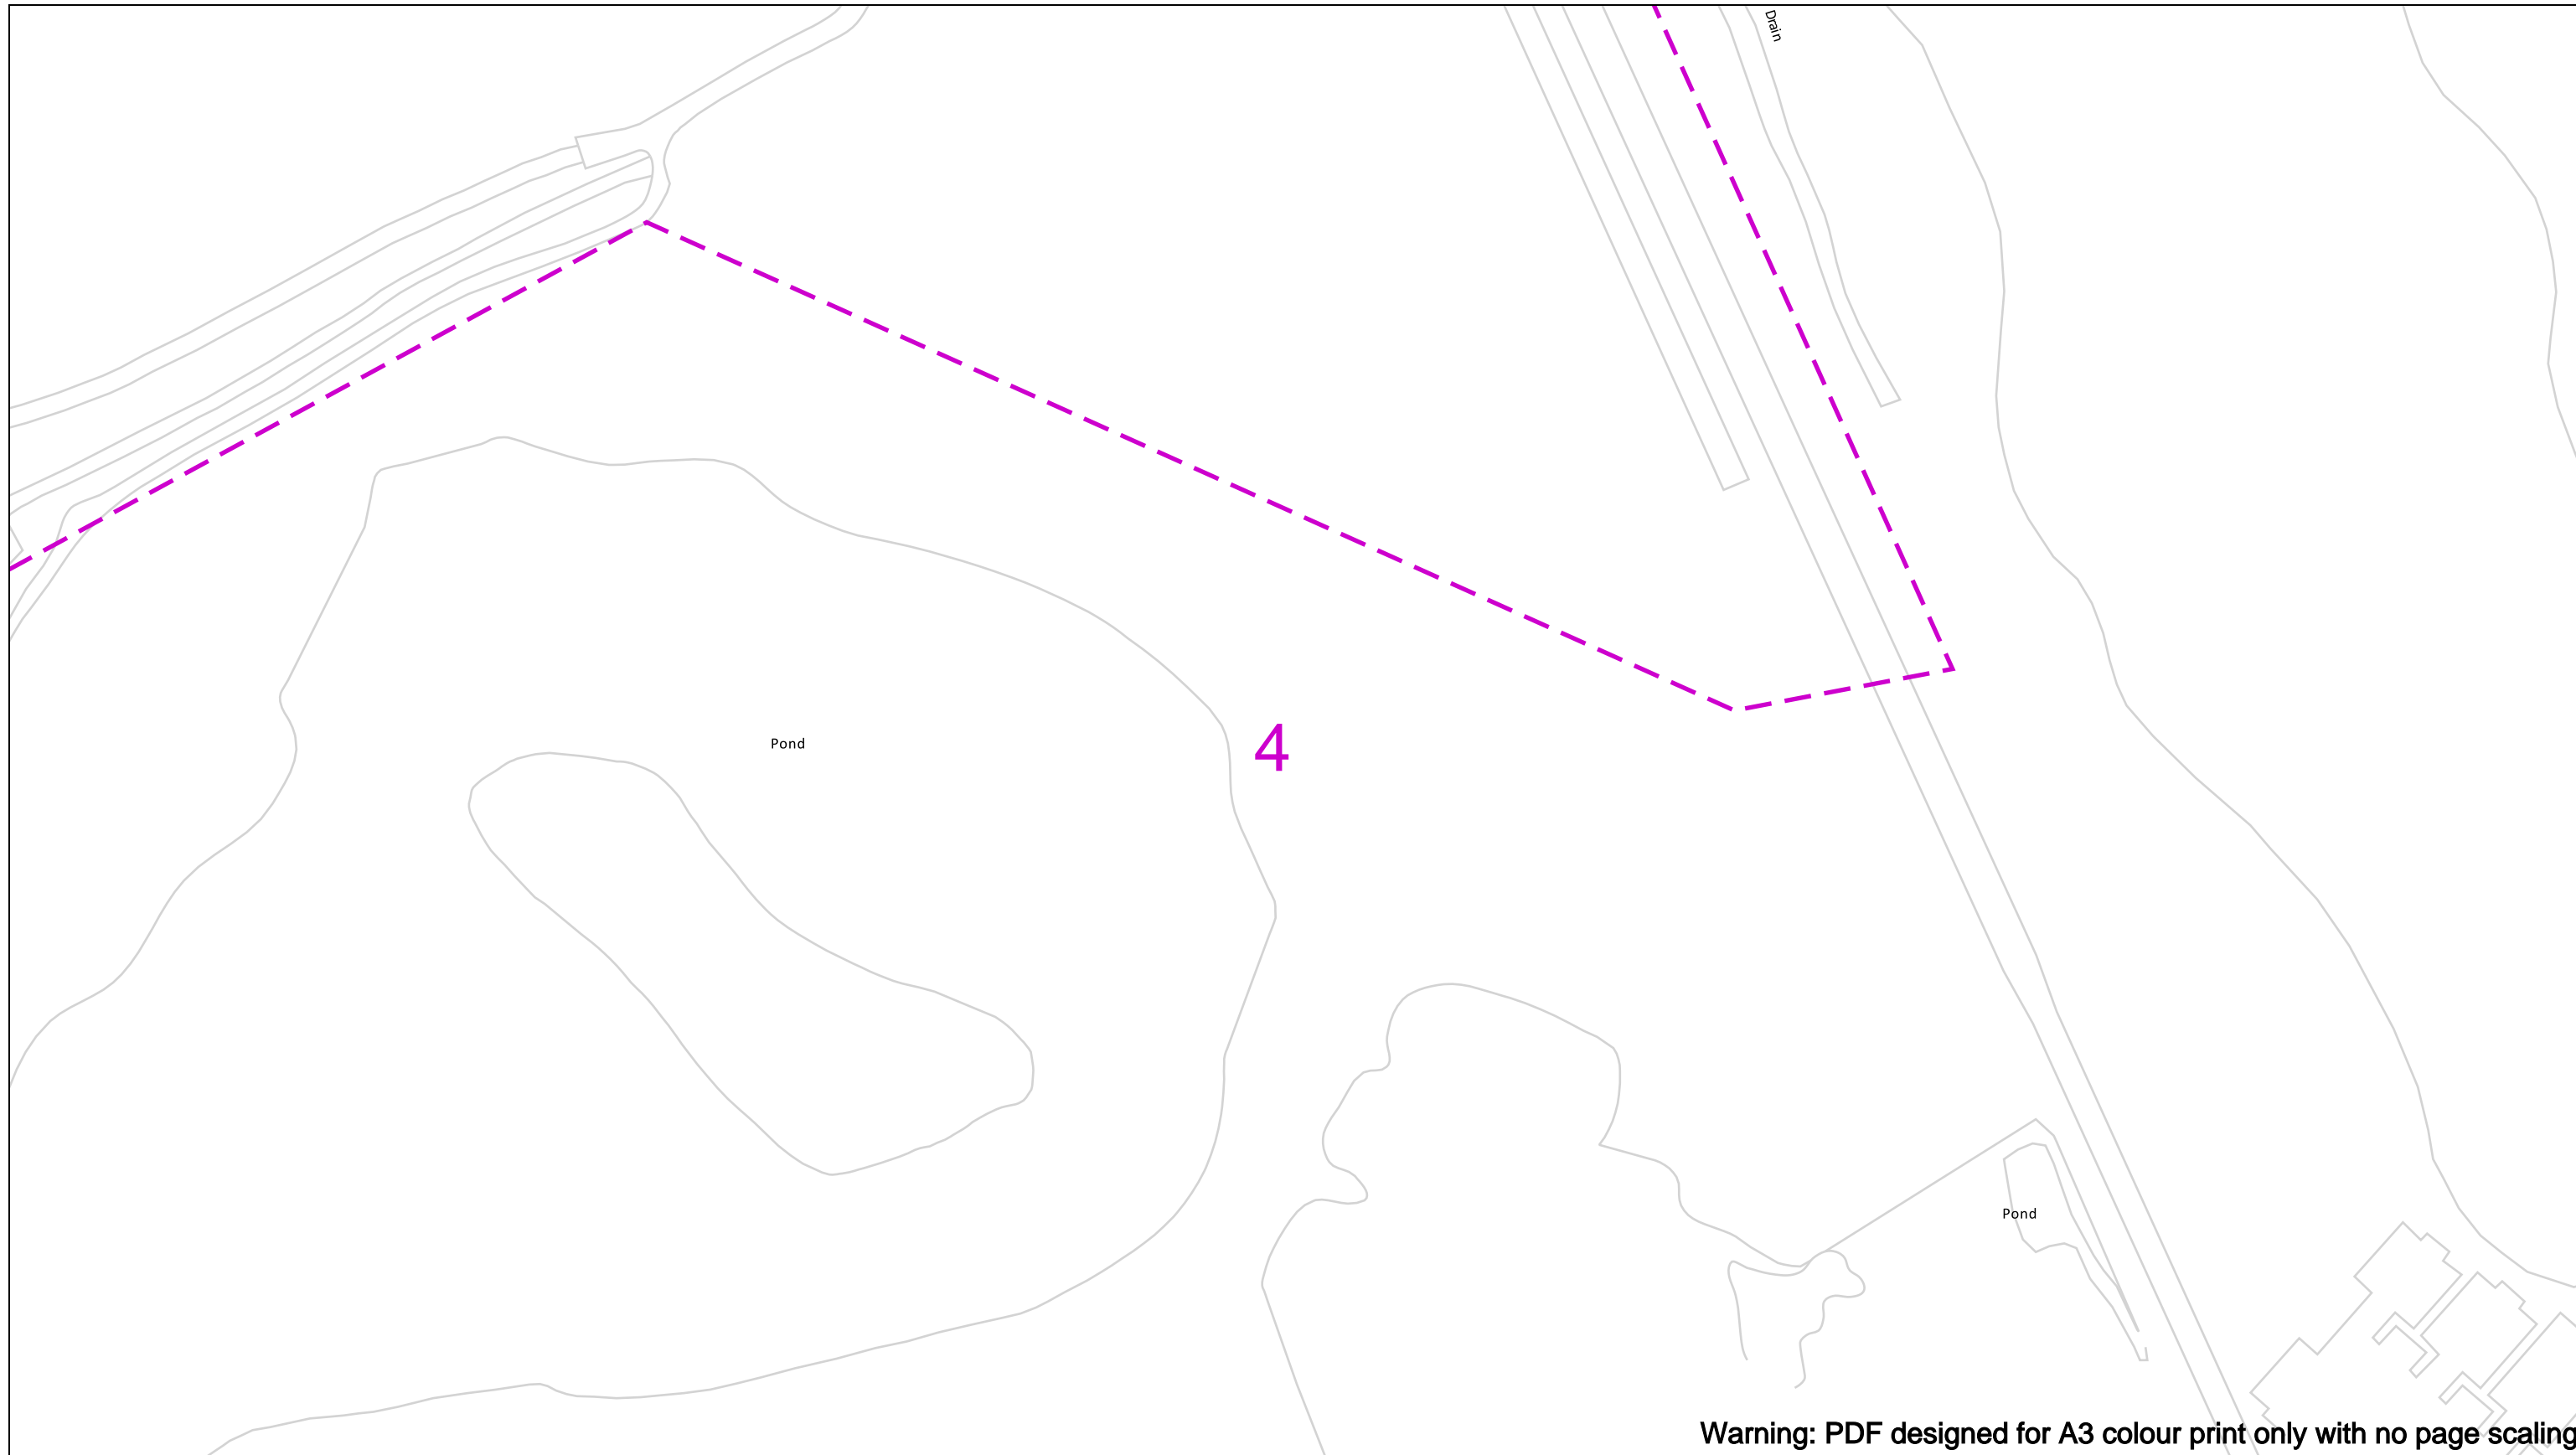 Drain
Pond
4
Pond
Warning: PDF designed for A3 colour print only with no page scaling